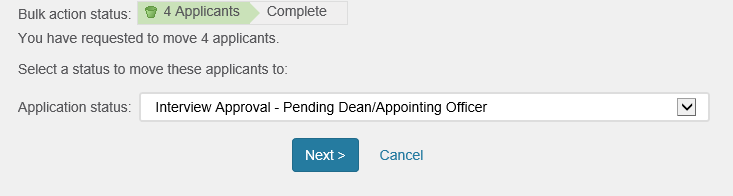 Bulk action status: 4 Applicants Complete
You have requested to move 4 applicants.
Select a status to move these applicants to:
Application status: Interview Approval - Pending Dean/Appointing Officer
Next > Cancel